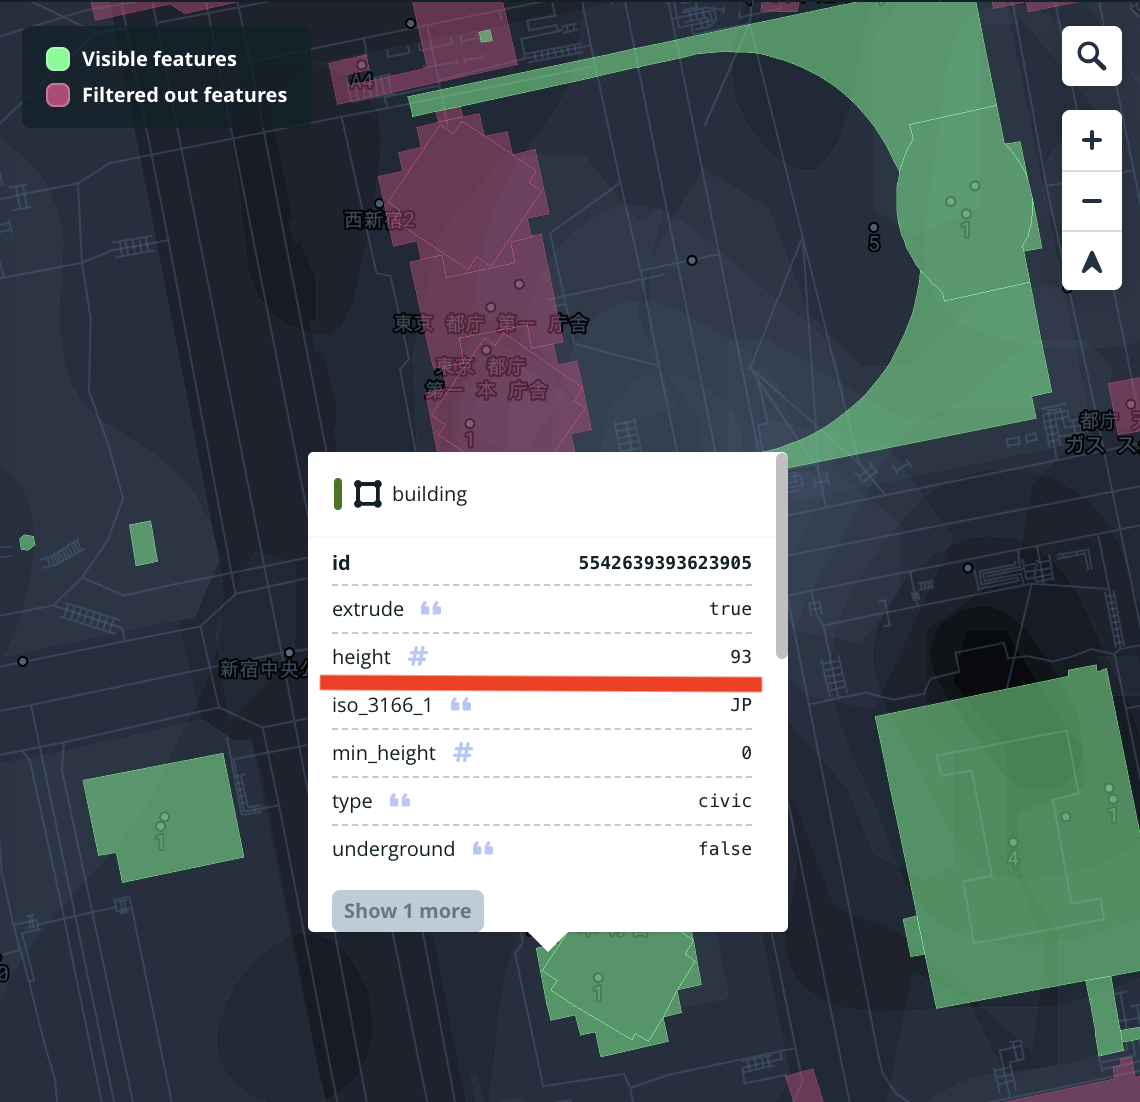 Visible features
Filtered out features
A4
西新宿2
5
1
東京 都庁 第一 庁舎
東京 都庁
第一 本 庁舎
1
都庁
ガス ス
building
id 5542639393623905
extrude true
height # 93
iso_3166_1 JP
min_height # 0
type civic
underground false
Show 1 more
新宿中央公
1
1
4
1